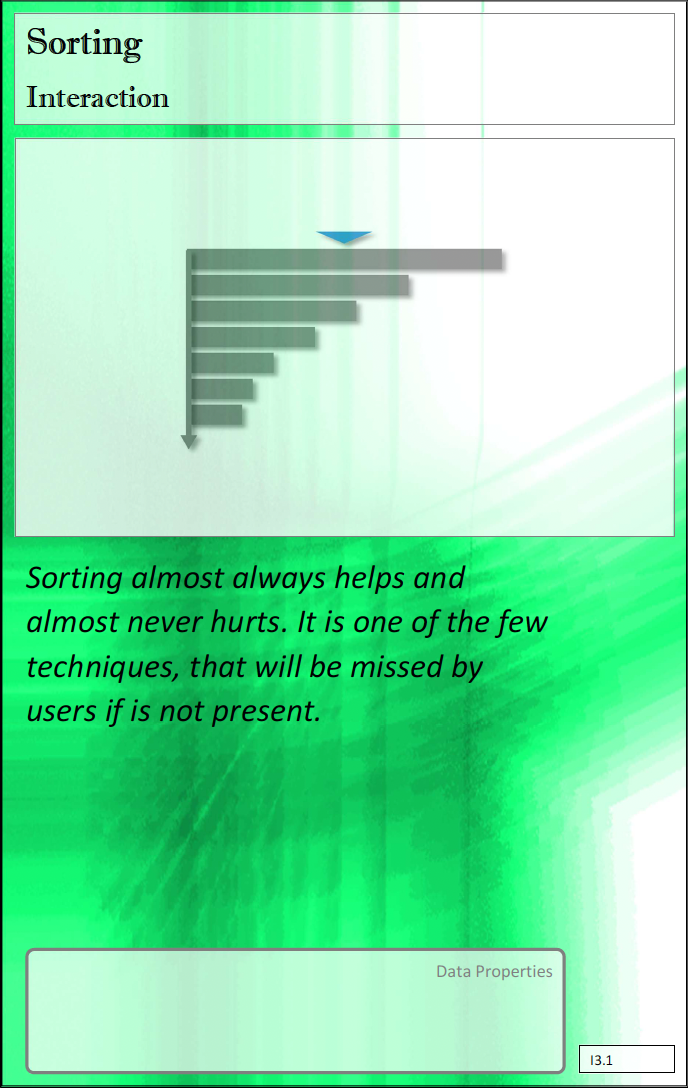 Sorting
Interaction
Sorting almost always helps and
almost never hurts. It is one of the few
techniques, that will be missed by
users if is not present.
Data Properties
I3.1